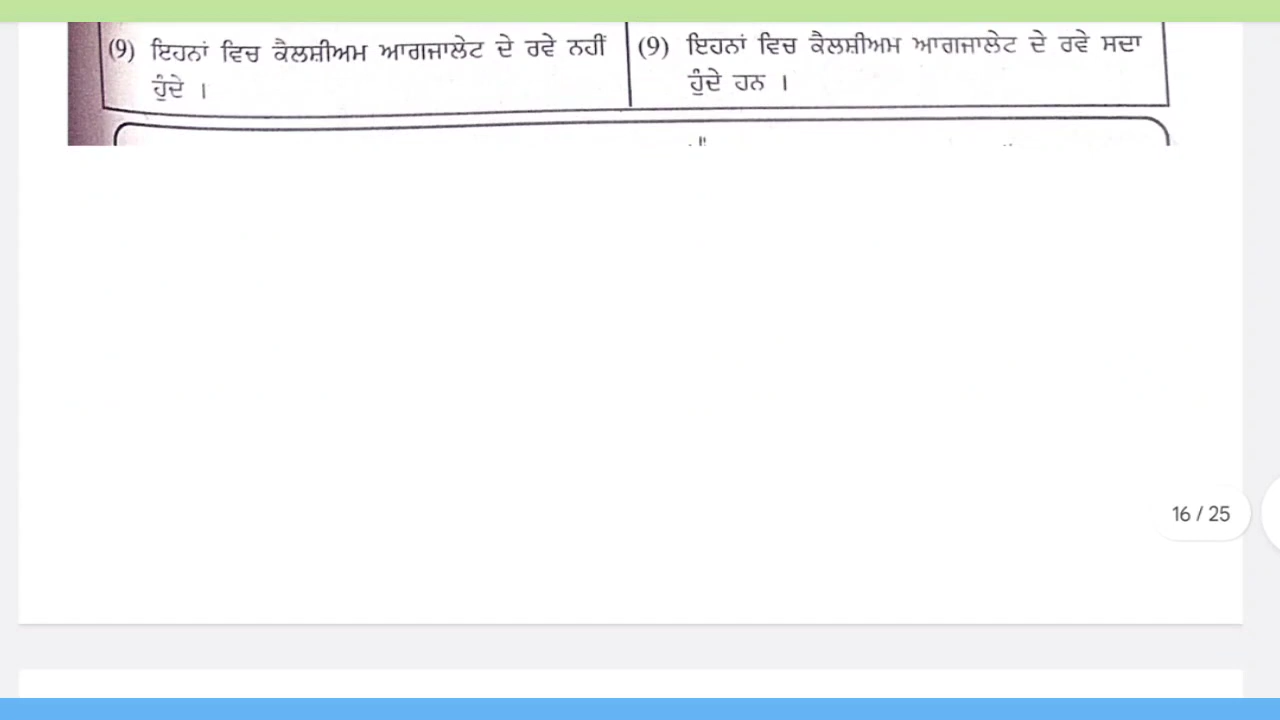 (9) ਇਹਨਾਂ ਵਿਚ ਕੈਲਸ਼ੀਅਮ ਆਗਜਾਲੇਟ ਦੇ ਰਵੇ ਨਹੀਂ
ਹੁੰਦੇ ।
(9) ਇਹਨਾਂ ਵਿਚ ਕੈਲਸ਼ੀਅਮ ਆਗਜਾਲੇਟ ਦੇ ਰਵੇ ਸਦਾ
ਹੁੰਦੇ ਹਨ ।
16 / 25